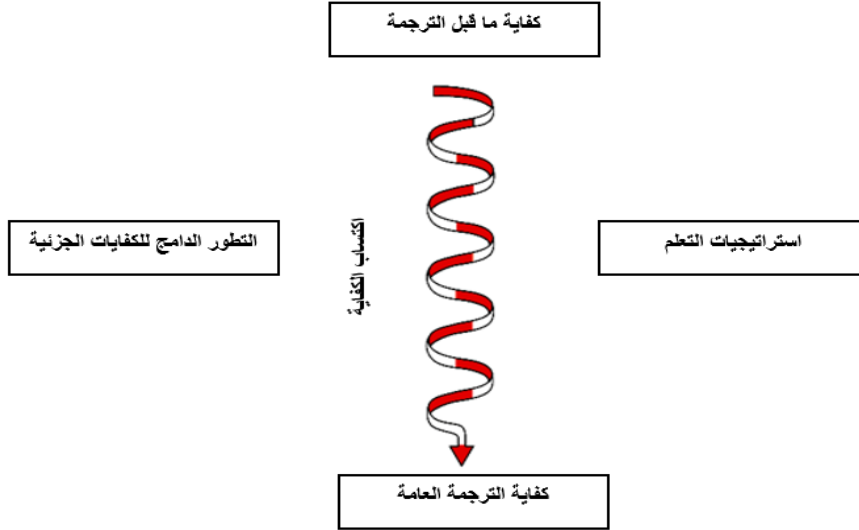 كفاية ما قبل الترجمة
استراتيجيات التعلم
اكتساب الكفاية
التطور الدامج للكفايات الجزئية
كفاية الترجمة العامة